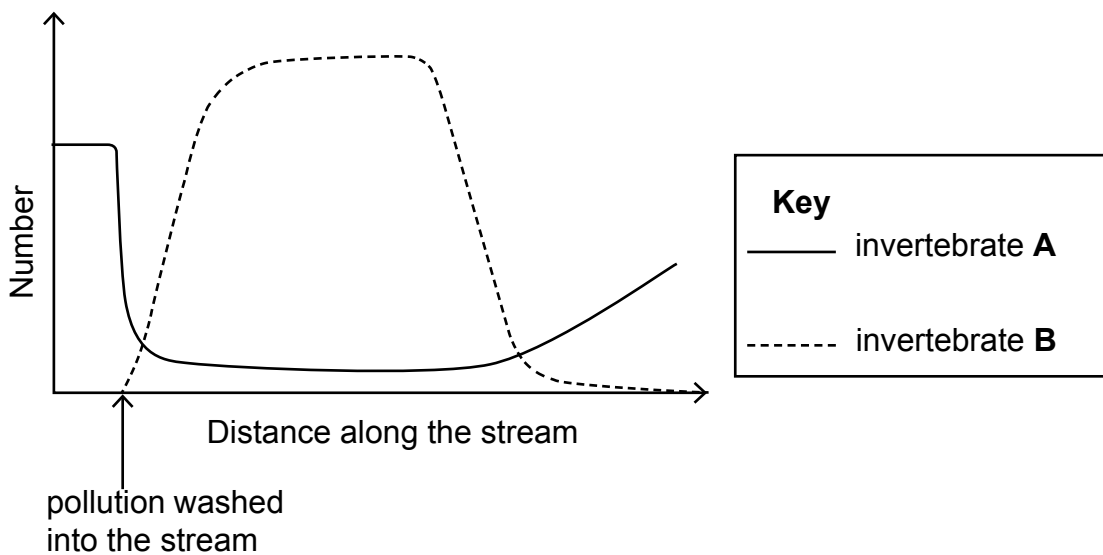 Number
Key
invertebrate A
invertebrate B
Distance along the stream
pollution washed
into the stream